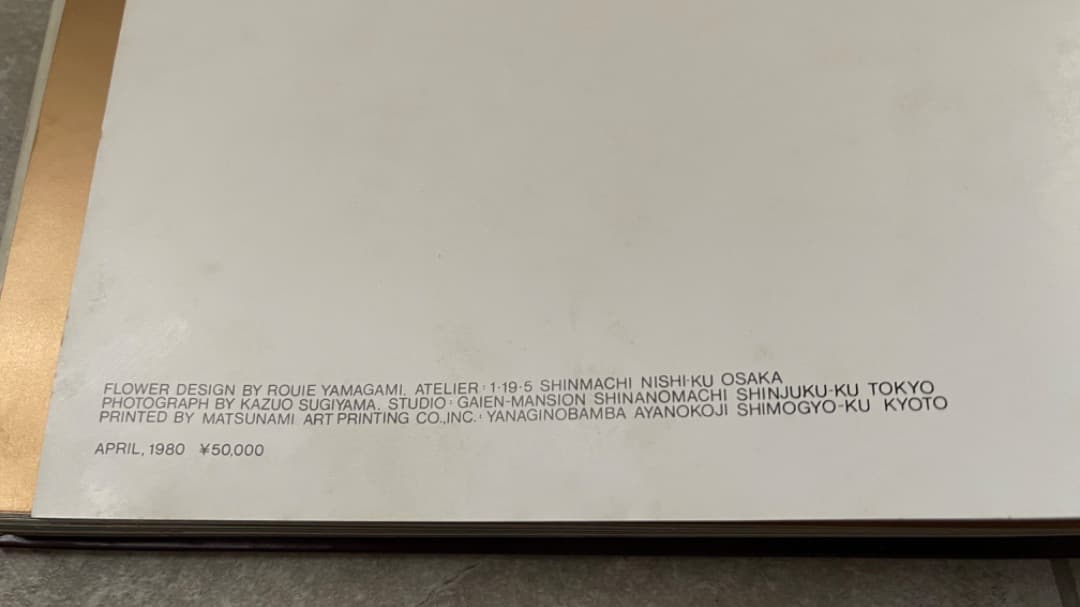 FLOWER DESIGN BY ROUIE YAMAGAMI. ATELIER : 1-19-5 SHINMACHI NISHI-KU OSAKA
PHOTOGRAPH BY KAZUO SUGIYAMA. STUDIO : GAIEN-MANSION SHINANOMACHI SHINJUKU-KU TOKYO
PRINTED BY MATSUNAMI ART PRINTING CO.,INC. : YANAGINOBAMBA AYANOKOJI SHIMOGYO-KU KYOTO
APRIL, 1980 ¥50,000